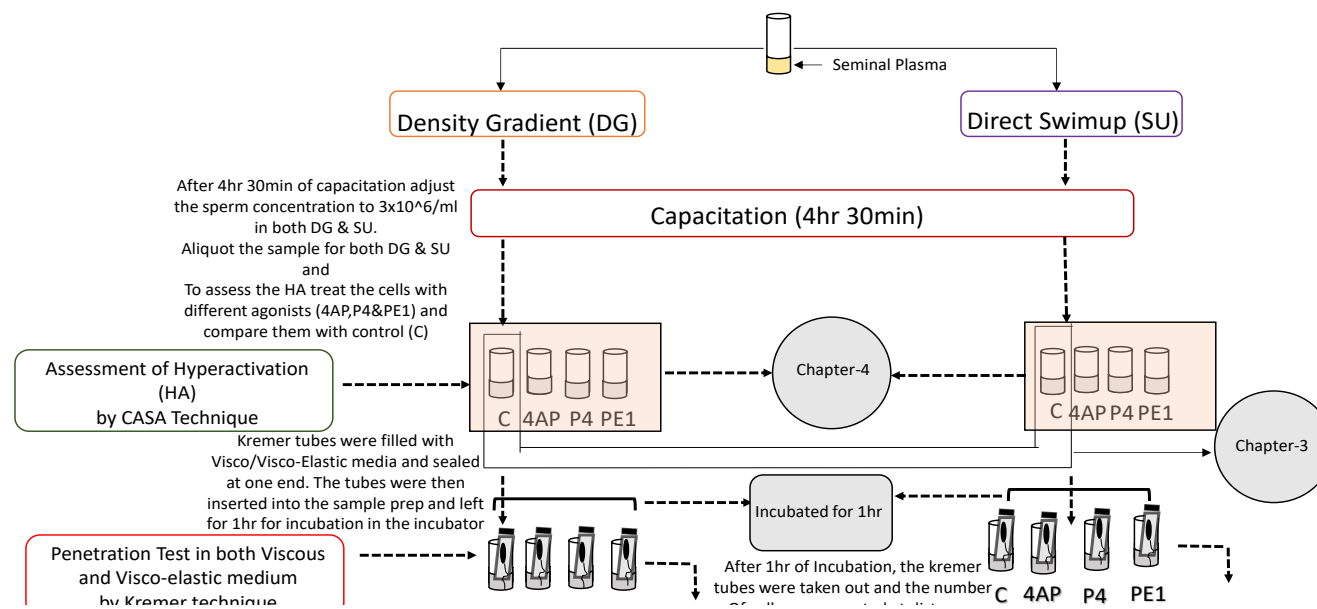 Seminal Plasma
Density Gradient (DG)
Direct Swimup (SU)
After 4hr 30min of capacitation adjust
the sperm concentration to 3x10^6/ml
in both DG & SU.
Aliquot the sample for both DG & SU
and
To assess the HA treat the cells with
different agonists (4AP,P4&PE1) and
compare them with control (C)
Capacitation (4hr 30min)
Assessment of Hyperactivation
(HA)
by CASA Technique
C 4AP P4 PE1
Chapter-4
C 4AP P4 PE1
Chapter-3
Kremer tubes were filled with
Visco/Visco-Elastic media and sealed
at one end. The tubes were then
inserted into the sample prep and left
for 1hr for incubation in the incubator
Incubated for 1hr
Penetration Test in both Viscous
and Visco-elastic medium
by Kremer technique
After 1hr of Incubation, the kremer
tubes were taken out and the number
C 4AP P4 PE1